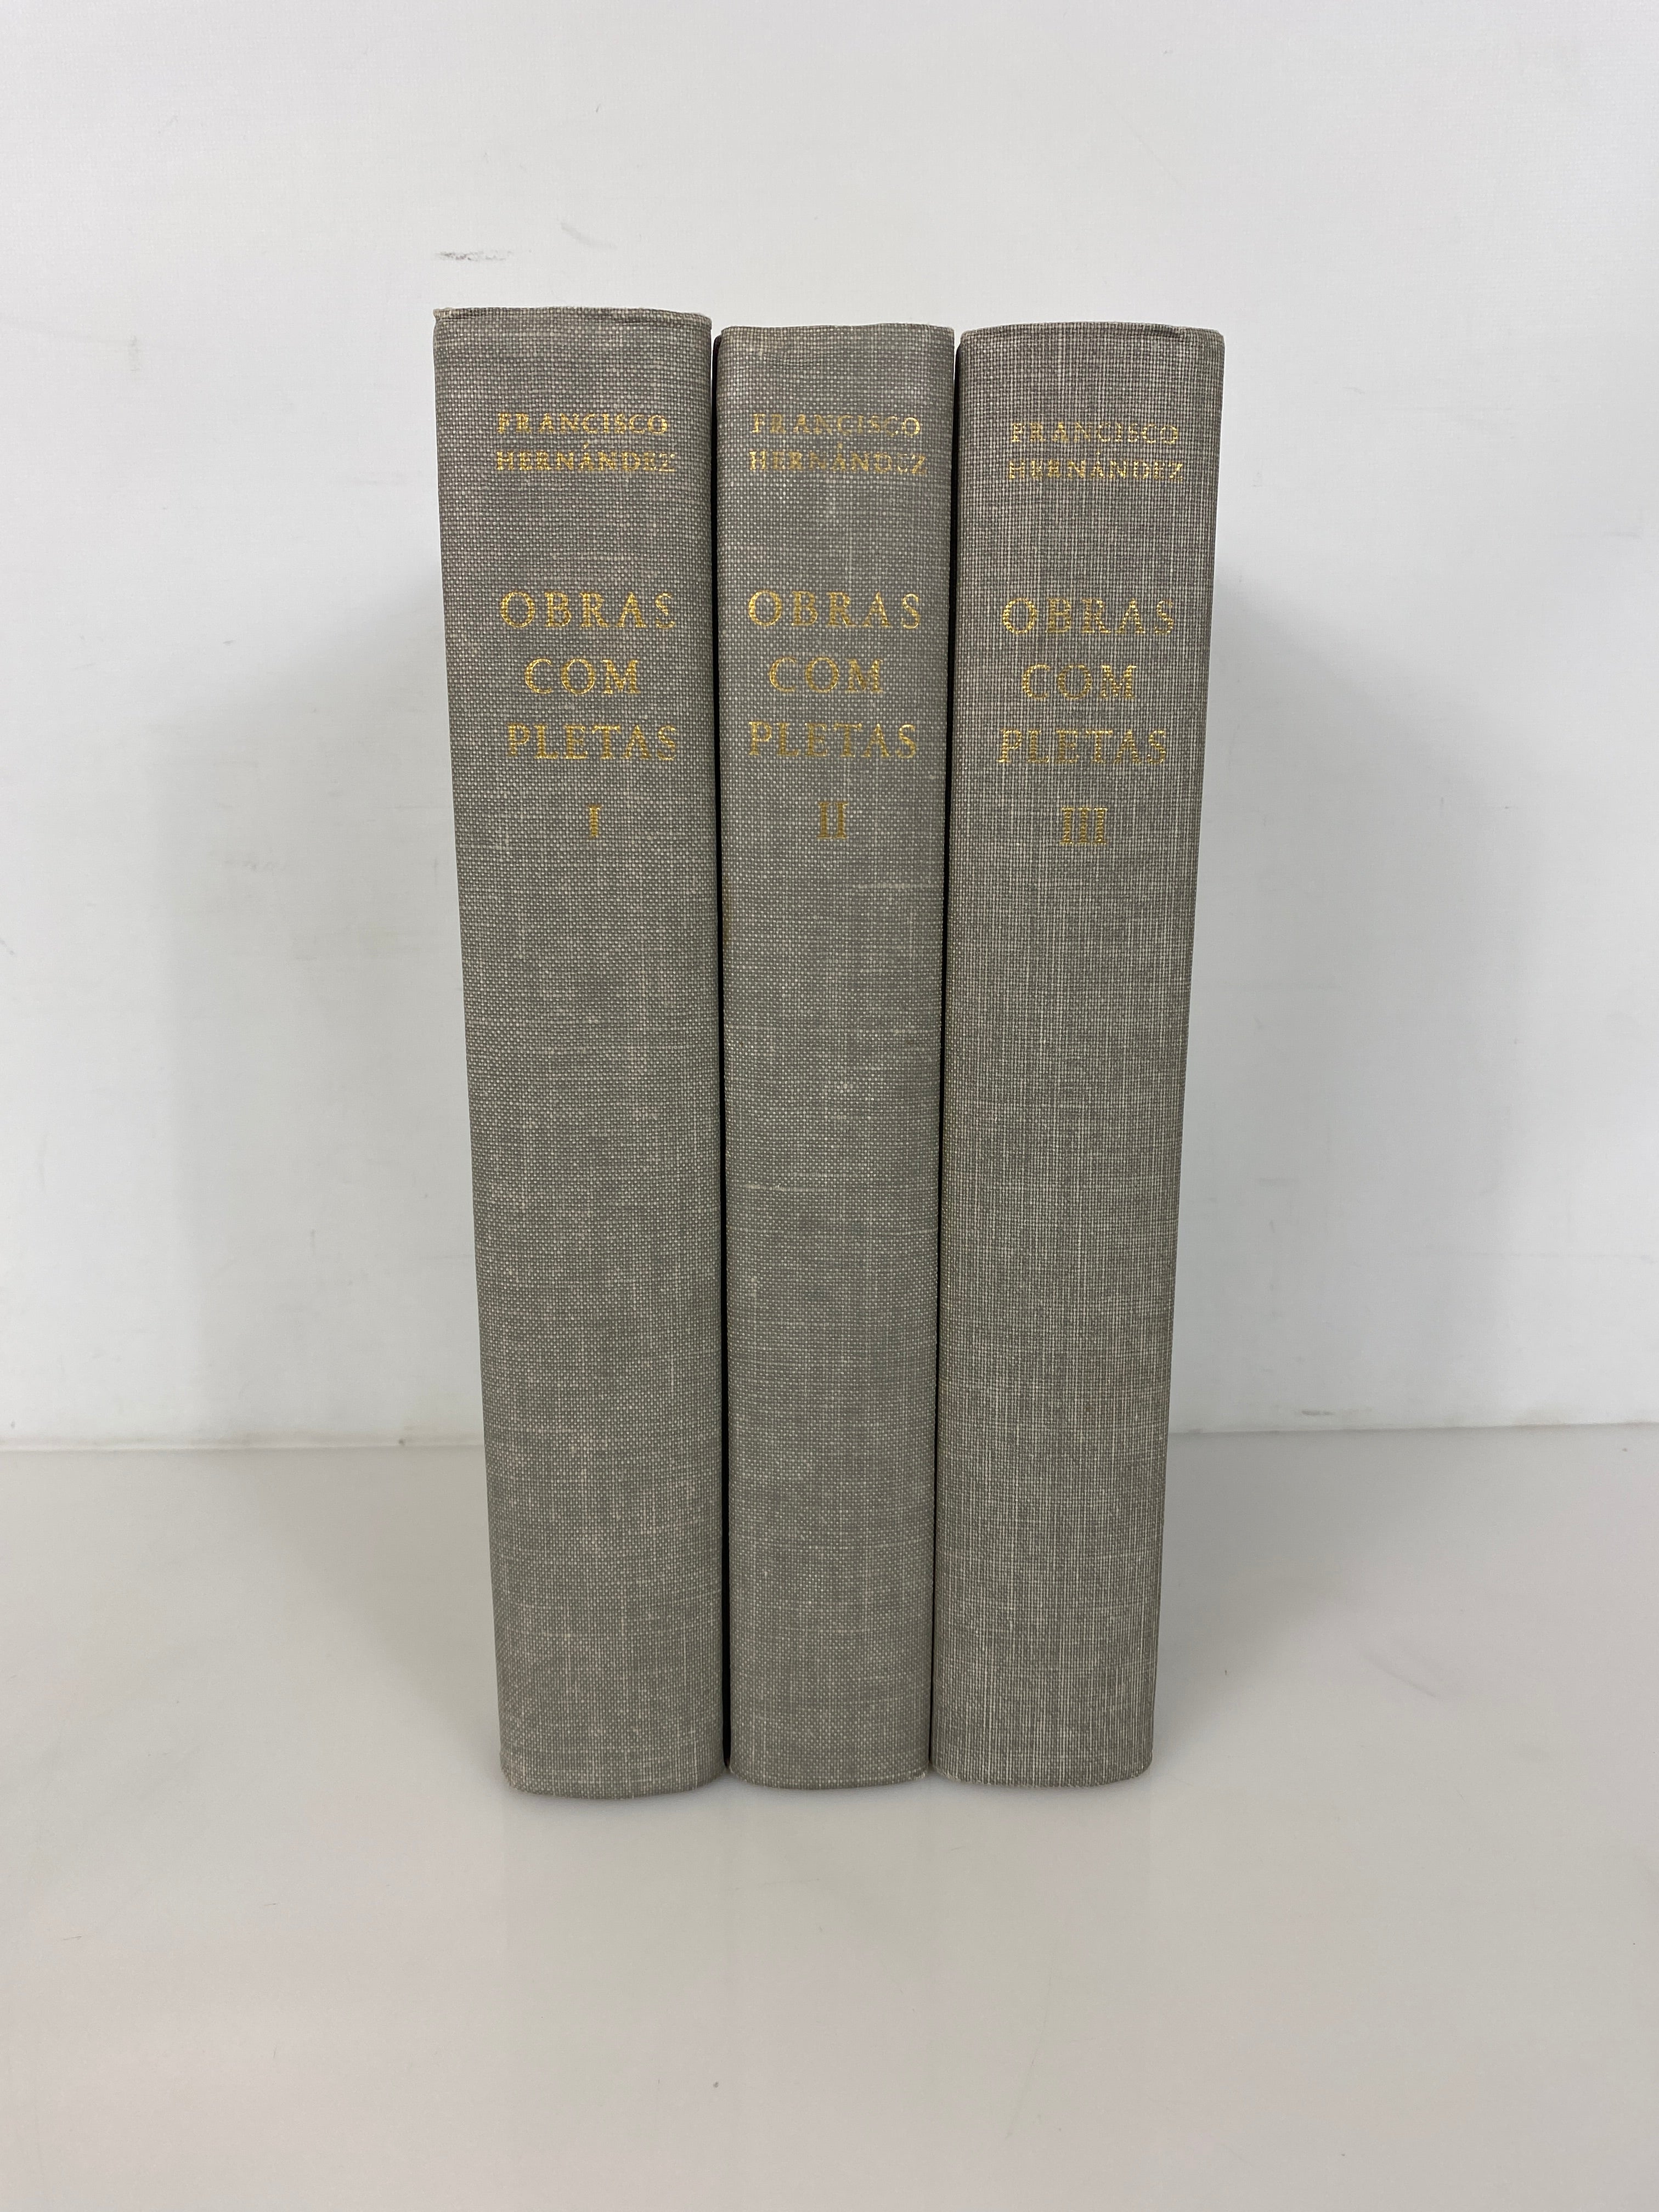 FRANCISCO
HERNÁNDEZ
OBRAS
COM
PLETAS
I
FRANCISCO
HERNÁNDEZ
OBRAS
COM
PLETAS
II
FRANCISCO
HERNÁNDEZ
OBRAS
COM
PLETAS
III